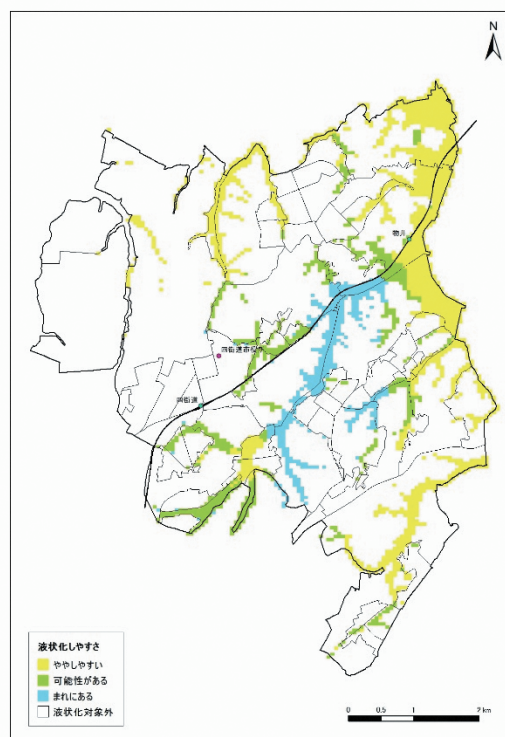 N
物井
四街道市役所
四街道
液状化しやすさ
ややしやすい
可能性がある
まれにある
液状化対象外
0 0.5 1 2 km